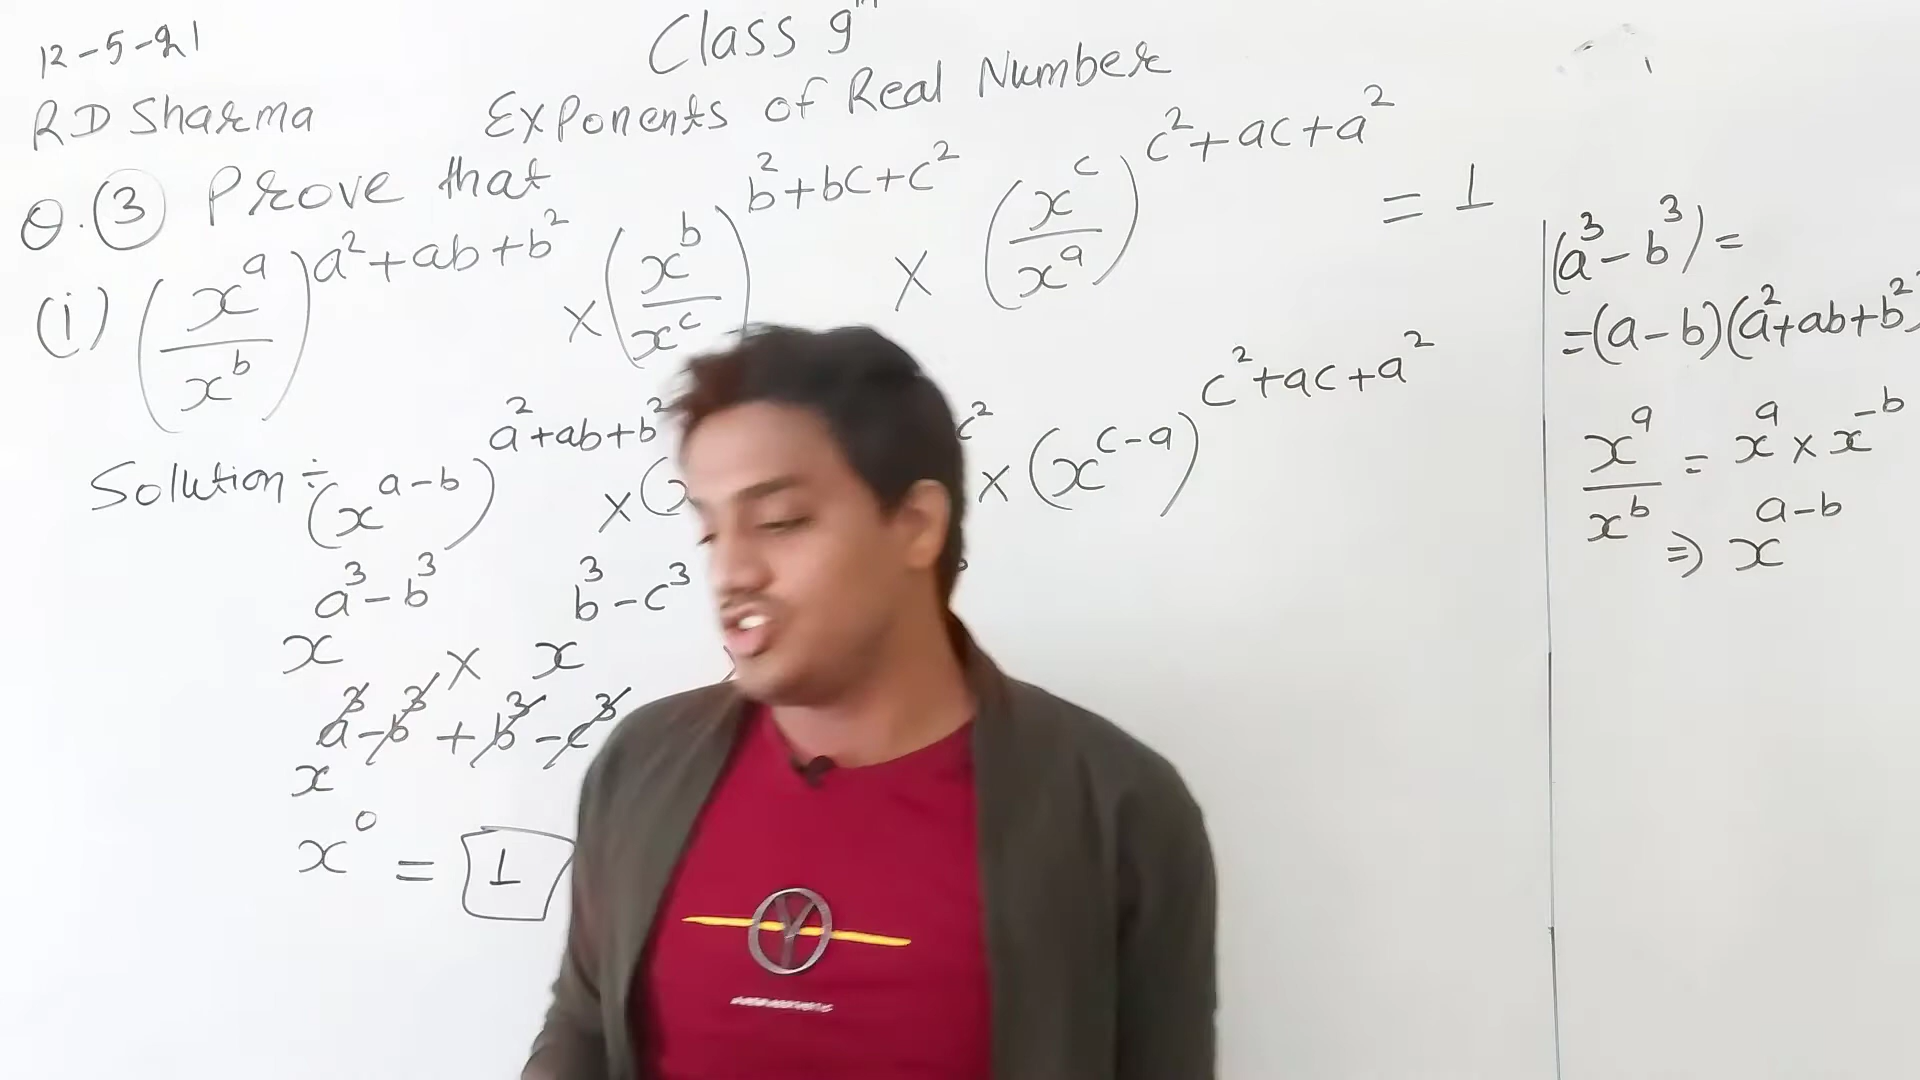 12-5-21
Class 9th
RD Sharma
Exponents of Real Number
Q.(3) Prove that
(i) (x^a/x^b)^(a²+ab+b²) × (x^b/x^c)^(b²+bc+c²) × (x^c/x^a)^(c²+ac+a²) = 1
Solution ÷ (x^(a-b))^(a²+ab+b²) × (x c² × (x^(c-a))^(c²+ac+a²)
x^(a³-b³) × x^(b³-c³)
x^(a³-b³+b³-c³)
x^0 = 1
(a³-b³) =
=(a-b)(a²+ab+b²)
x^a/x^b = x^a × x^-b
⇒ x^(a-b)